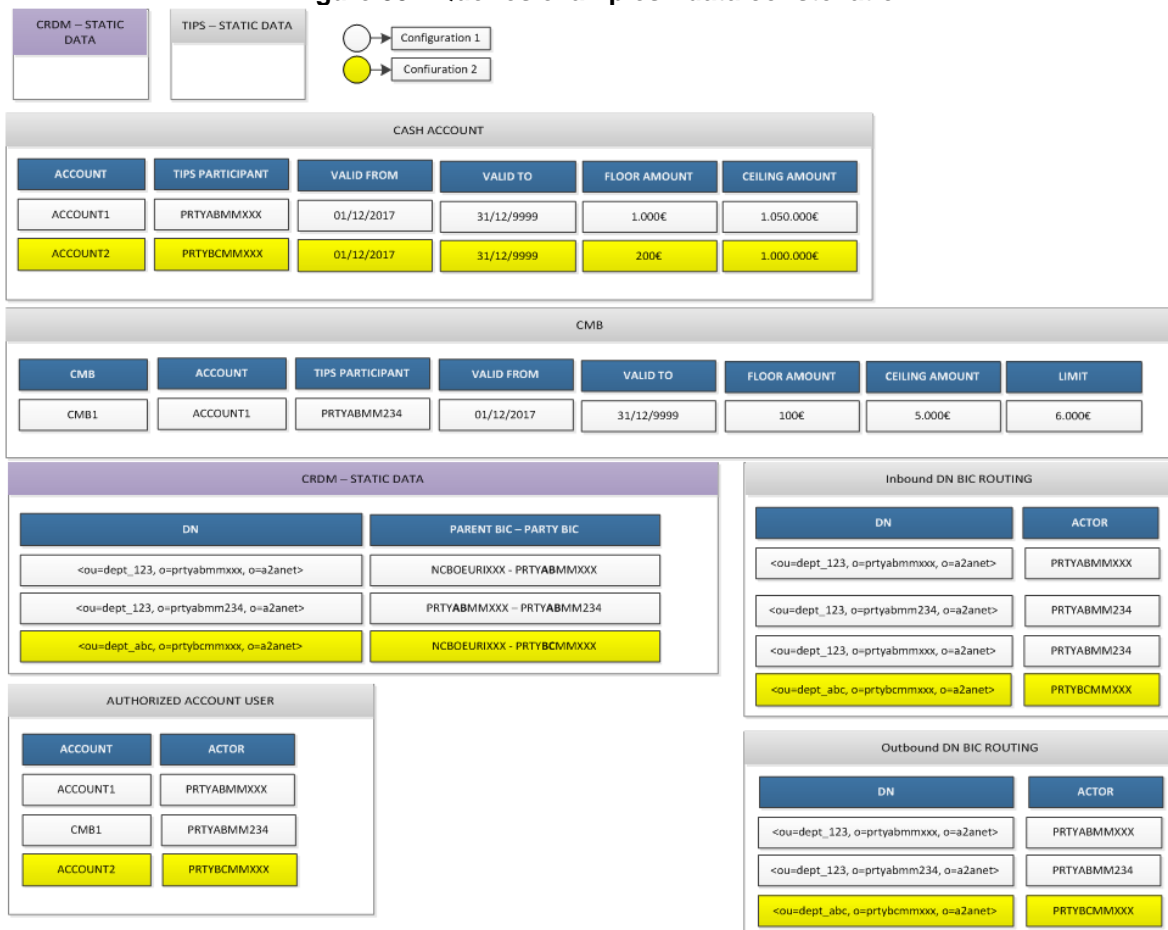 CRDM – STATIC DATA
TIPS – STATIC DATA
Configuration 1
Confiuration 2
CASH ACCOUNT
ACCOUNT TIPS PARTICIPANT VALID FROM VALID TO FLOOR AMOUNT CEILING AMOUNT
ACCOUNT1 PRTYABMMXXX 01/12/2017 31/12/9999 1.000€ 1.050.000€
ACCOUNT2 PRTYBCMMXXX 01/12/2017 31/12/9999 200€ 1.000.000€
CMB
CMB ACCOUNT TIPS PARTICIPANT VALID FROM VALID TO FLOOR AMOUNT CEILING AMOUNT LIMIT
CMB1 ACCOUNT1 PRTYABMM234 01/12/2017 31/12/9999 100€ 5.000€ 6.000€
CRDM – STATIC DATA
DN PARENT BIC – PARTY BIC
<ou=dept_123, o=prtyabmmxxx, o=a2anet> NCBOEURIXXX - PRTYABMMXXX
<ou=dept_123, o=prtyabmm234, o=a2anet> PRTYABMMXXX – PRTYABMM234
<ou=dept_abc, o=prtybcmmxxx, o=a2anet> NCBOEURIXXX - PRTYBCMMXXX
Inbound DN BIC ROUTING
DN ACTOR
<ou=dept_123, o=prtyabmmxxx, o=a2anet> PRTYABMMXXX
<ou=dept_123, o=prtyabmm234, o=a2anet> PRTYABMM234
<ou=dept_123, o=prtyabmmxxx, o=a2anet> PRTYABMM234
<ou=dept_abc, o=prtybcmmxxx, o=a2anet> PRTYBCMMXXX
AUTHORIZED ACCOUNT USER
ACCOUNT ACTOR
ACCOUNT1 PRTYABMMXXX
CMB1 PRTYABMM234
ACCOUNT2 PRTYBCMMXXX
Outbound DN BIC ROUTING
DN ACTOR
<ou=dept_123, o=prtyabmmxxx, o=a2anet> PRTYABMMXXX
<ou=dept_123, o=prtyabmm234, o=a2anet> PRTYABMM234
<ou=dept_abc, o=prtybcmmxxx, o=a2anet> PRTYBCMMXXX